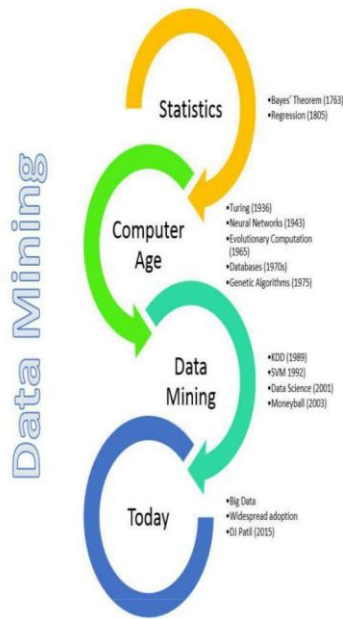 Data Mining
Statistics
•Bayes' Theorem (1763)
•Regression (1805)
Computer
Age
•Turing (1936)
•Neural Networks (1943)
•Evolutionary Computation
(1965)
•Databases (1970s)
•Genetic Algorithms (1975)
Data
Mining
•KDD (1989)
•SVM 1992)
•Data Science (2001)
•Moneyball (2003)
Today
•Big Data
•Widespread adoption
•DJ Patil (2015)